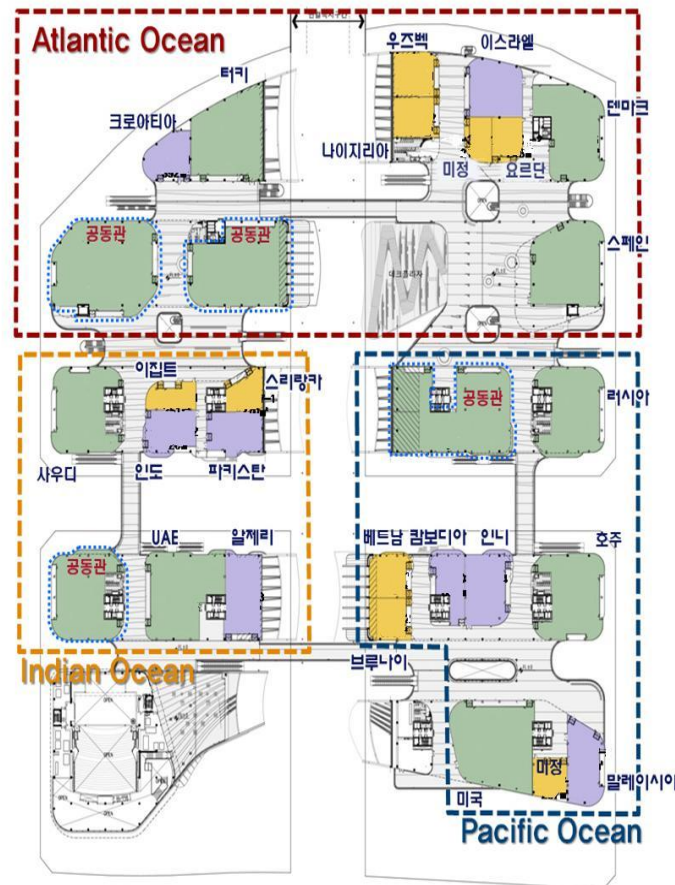 Atlantic Ocean
우즈벡
이스라엘
터키
크로아티아
덴마크
나이지리아
미정
요르단
공동관
공동관
스페인
데크플라자
이집트
스리랑카
공동관
러시아
사우디
인도
파키스탄
UAE
알제리
베트남
캄보디아
인니
호주
공동관
Indian Ocean
브루나이
미정
말레이시아
미국
Pacific Ocean